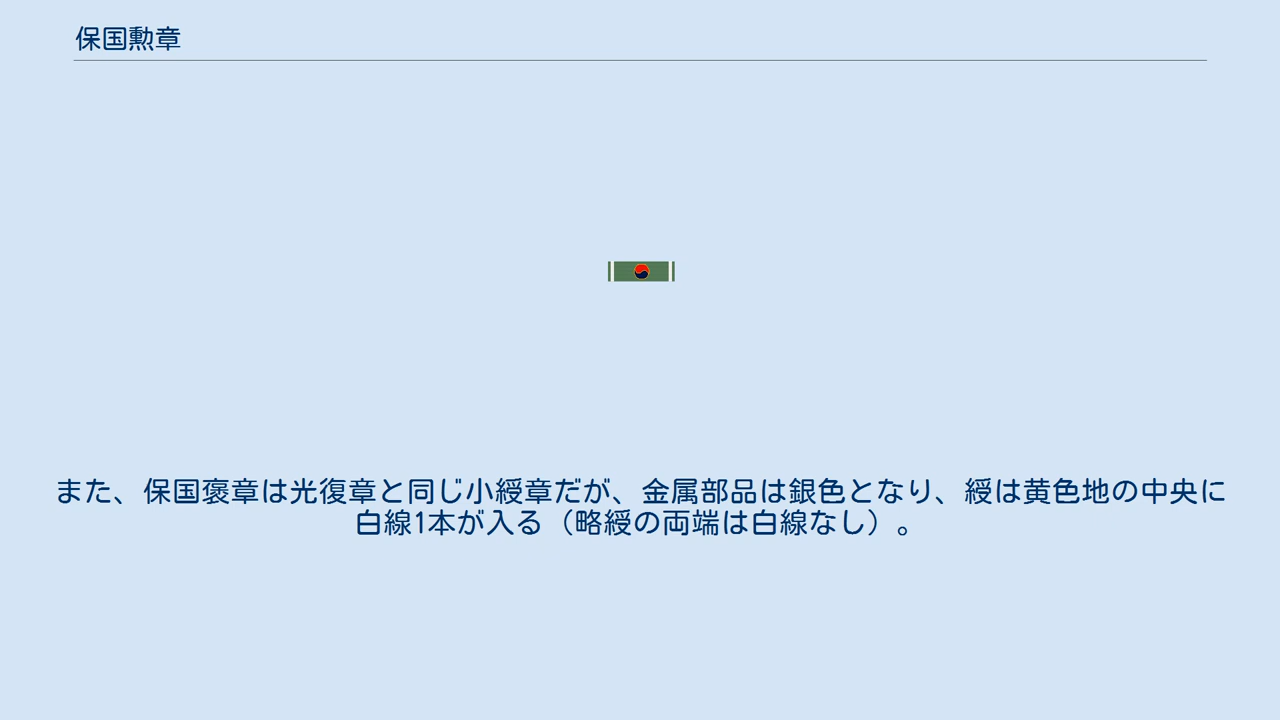 保国勲章
また、保国褒章は光復章と同じ小綬章だが、金属部品は銀色となり、綬は黄色地の中央に
白線1本が入る（略綬の両端は白線なし）。